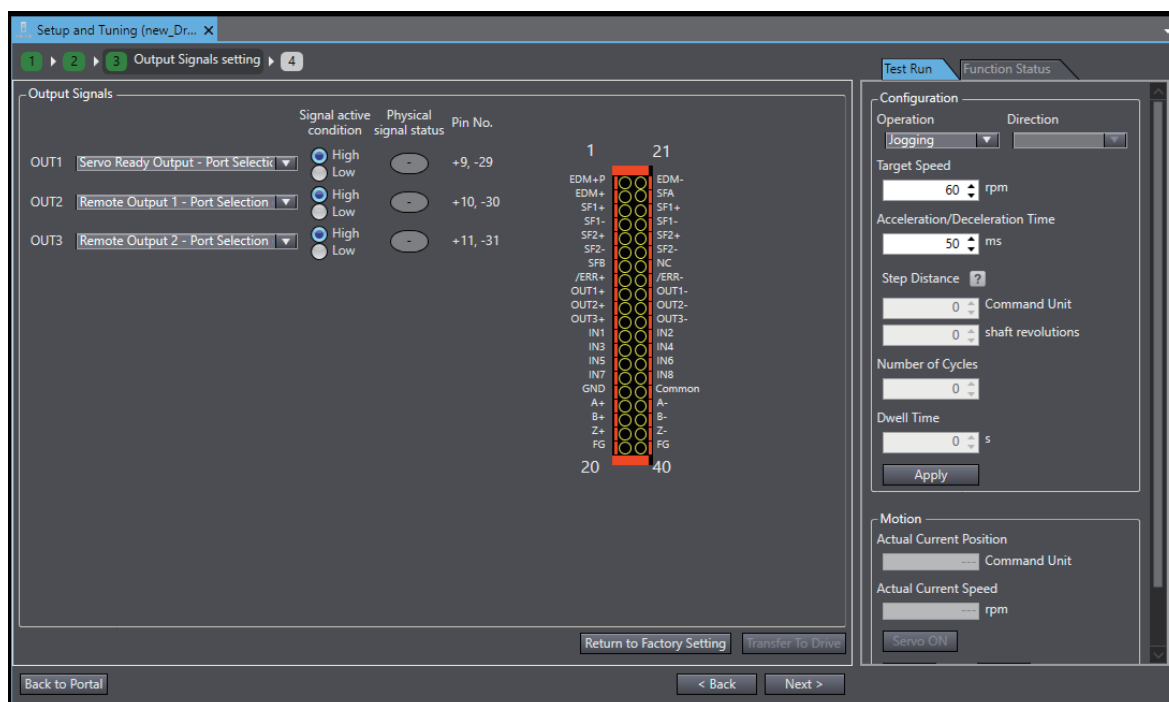 Setup and Tuning (new_Dr... X
1 2 3 Output Signals setting 4
Output Signals
Signal active condition
Physical signal status
Pin No.
OUT1 Servo Ready Output - Port Selectic High Low - +9, -29
OUT2 Remote Output 1 - Port Selection High Low - +10, -30
OUT3 Remote Output 2 - Port Selection High Low - +11, -31
1 21
EDM+P EDM-
EDM+ SFA
SF1+ SF1+
SF1- SF1-
SF2+ SF2+
SF2- SF2-
SFB NC
/ERR+ /ERR-
OUT1+ OUT1-
OUT2+ OUT2-
OUT3+ OUT3-
IN1 IN2
IN3 IN4
IN5 IN6
IN7 IN8
GND Common
A+ A-
B+ B-
Z+ Z-
FG FG
20 40
Return to Factory Setting Transfer To Drive
Back to Portal < Back Next >
Test Run Function Status
Configuration
Operation Direction
Jogging
Target Speed
60 rpm
Acceleration/Deceleration Time
50 ms
Step Distance ?
0 Command Unit
0 shaft revolutions
Number of Cycles
0
Dwell Time
0 s
Apply
Motion
Actual Current Position
--- Command Unit
Actual Current Speed
--- rpm
Servo ON